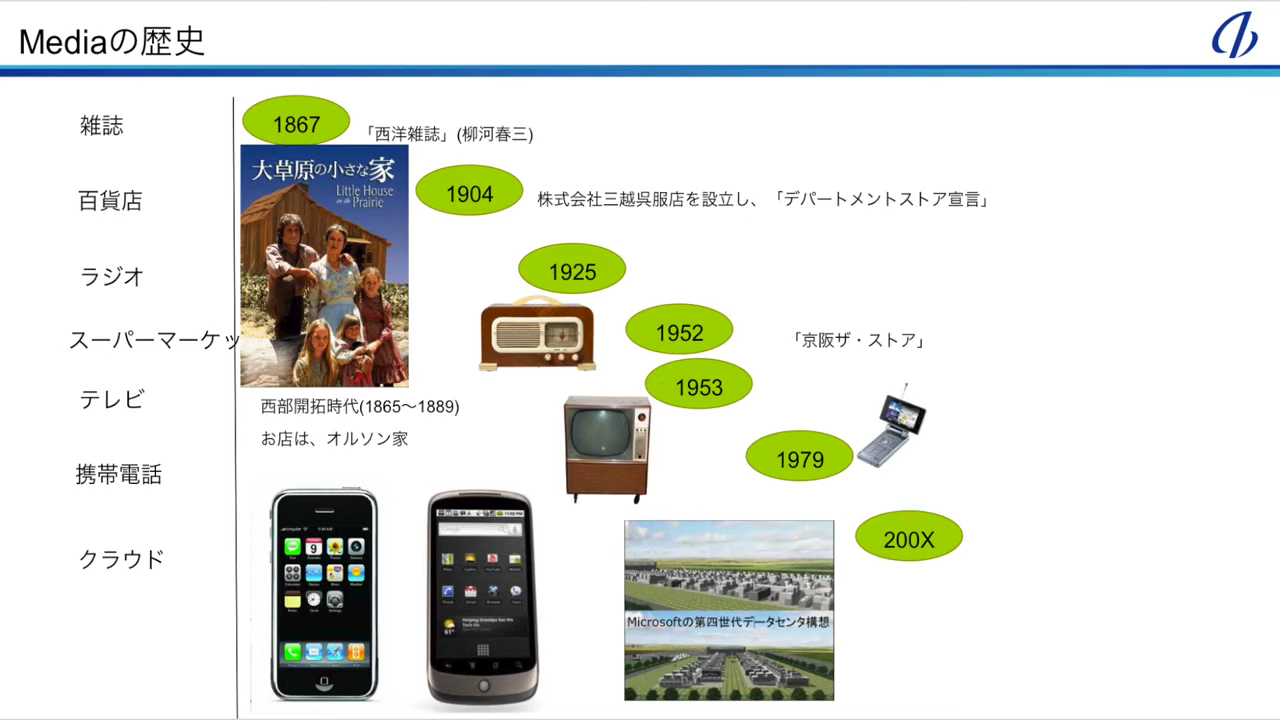 Mediaの歴史
雑誌
1867
「西洋雑誌」(柳河春三)
大草原の小さな家
Little House
on the
Prairie
百貨店
1904
株式会社三越呉服店を設立し、「デパートメントストア宣言」
ラジオ
1925
スーパーマーケッ
1952
「京阪ザ・ストア」
テレビ
1953
西部開拓時代(1865〜1889)
お店は、オルソン家
携帯電話
1979
クラウド
200X
Microsoftの第四世代データセンタ構想